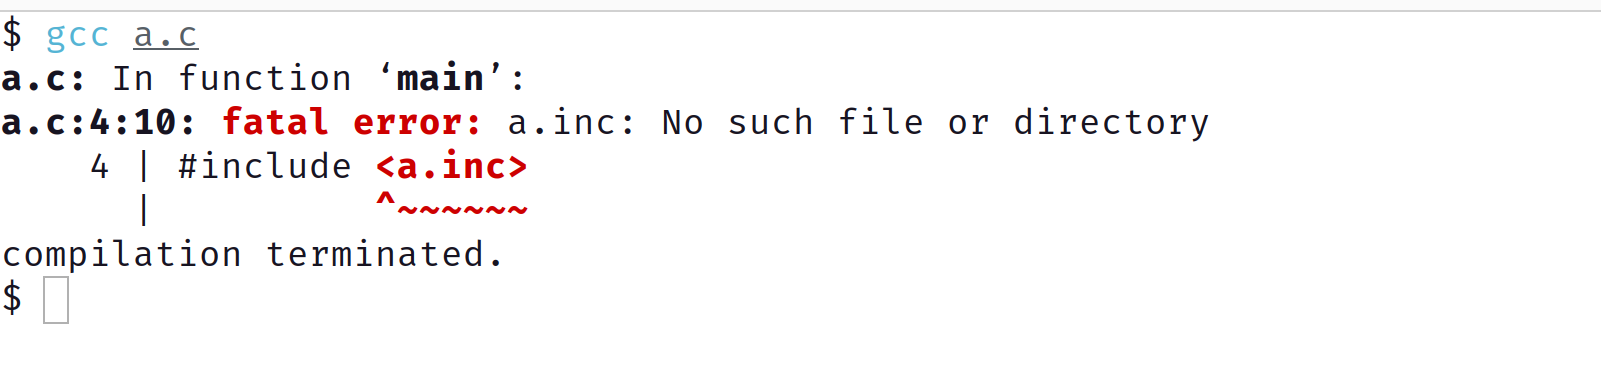 $ gcc a.c
a.c: In function ‘main’:
a.c:4:10: fatal error: a.inc: No such file or directory
    4 | #include <a.inc>
      |          ^~~~~~~
compilation terminated.
$